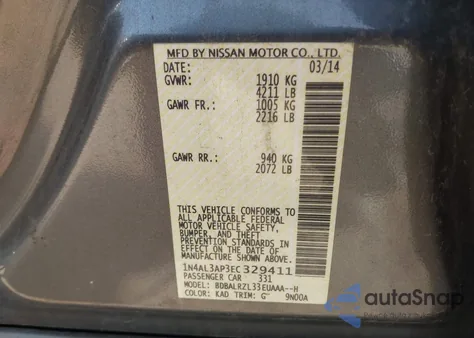 MFD BY NISSAN MOTOR CO., LTD.
DATE: 03/14
GVWR: 1910 KG
4211 LB
GAWR FR: 1005 KG
2216 LB
GAWR RR: 940 KG
2072 LB
THIS VEHICLE CONFORMS TO
ALL APPLICABLE FEDERAL
MOTOR VEHICLE SAFETY,
BUMPER, AND THEFT
PREVENTION STANDARDS
IN EFFECT ON THE DATE OF
MANUFACTURE SHOWN ABOVE.
1N4AL3AP3EC329411
PASSENGER CAR 331
MODEL: BDBALRZL33EUAAA--H
COLOR: KAD TRIM: G 9N00A
autoSnap